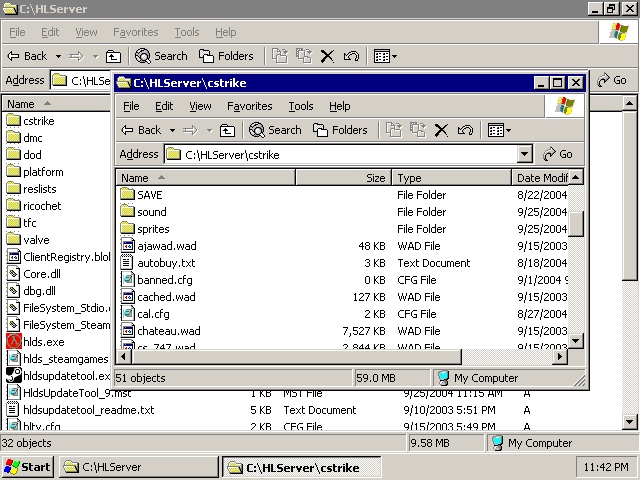 C:\HLServer
File Edit View Favorites Tools Help
Back Search Folders
Address Go
Name
cstrike
dmc
dod
platform
reslists
ricochet
tfc
valve
ClientRegistry.blo
Core.dll
dbg.dll
FileSystem_Stdio.
FileSystem_Steam
hlds.exe
hlds_steamgames
hldsupdatetool.ex
HldsUpdateTool_9.mst 1 KB MST File 9/25/2004 11:15 AM A
hldsupdatetool_readme.txt 5 KB Text Document 9/10/2003 5:51 PM A
hltv.cfg 2 KB CFG File 9/15/2003 5:49 PM A
32 objects 9.58 MB My Computer
C:\HLServer\cstrike
File Edit View Favorites Tools Help
Back Search Folders
Address C:\HLServer\cstrike Go
Name Size Type Date Modif
SAVE File Folder 8/22/2004
sound File Folder 9/25/2004
sprites File Folder 9/25/2004
ajawad.wad 48 KB WAD File 9/15/2003
autobuy.txt 3 KB Text Document 8/18/2004
banned.cfg 0 KB CFG File 9/1/2004 9
cached.wad 127 KB WAD File 9/15/2003
cal.cfg 2 KB CFG File 8/27/2004
chateau.wad 7,527 KB WAD File 9/15/2003
cs_747.wad 2,844 KB WAD File 9/15/2003
51 objects 59.0 MB My Computer
Start C:\HLServer C:\HLServer\cstrike 11:42 PM